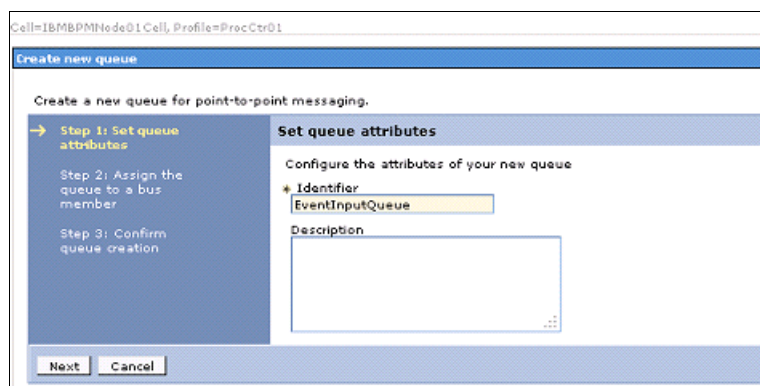 Cell=IBMBPMNode01Cell, Profile=ProcCtr01
Create new queue
Create a new queue for point-to-point messaging.
Step 1: Set queue
attributes
Step 2: Assign the
queue to a bus
member
Step 3: Confirm
queue creation
Set queue attributes
Configure the attributes of your new queue
Identifier
EventInputQueue
Description
Next
Cancel